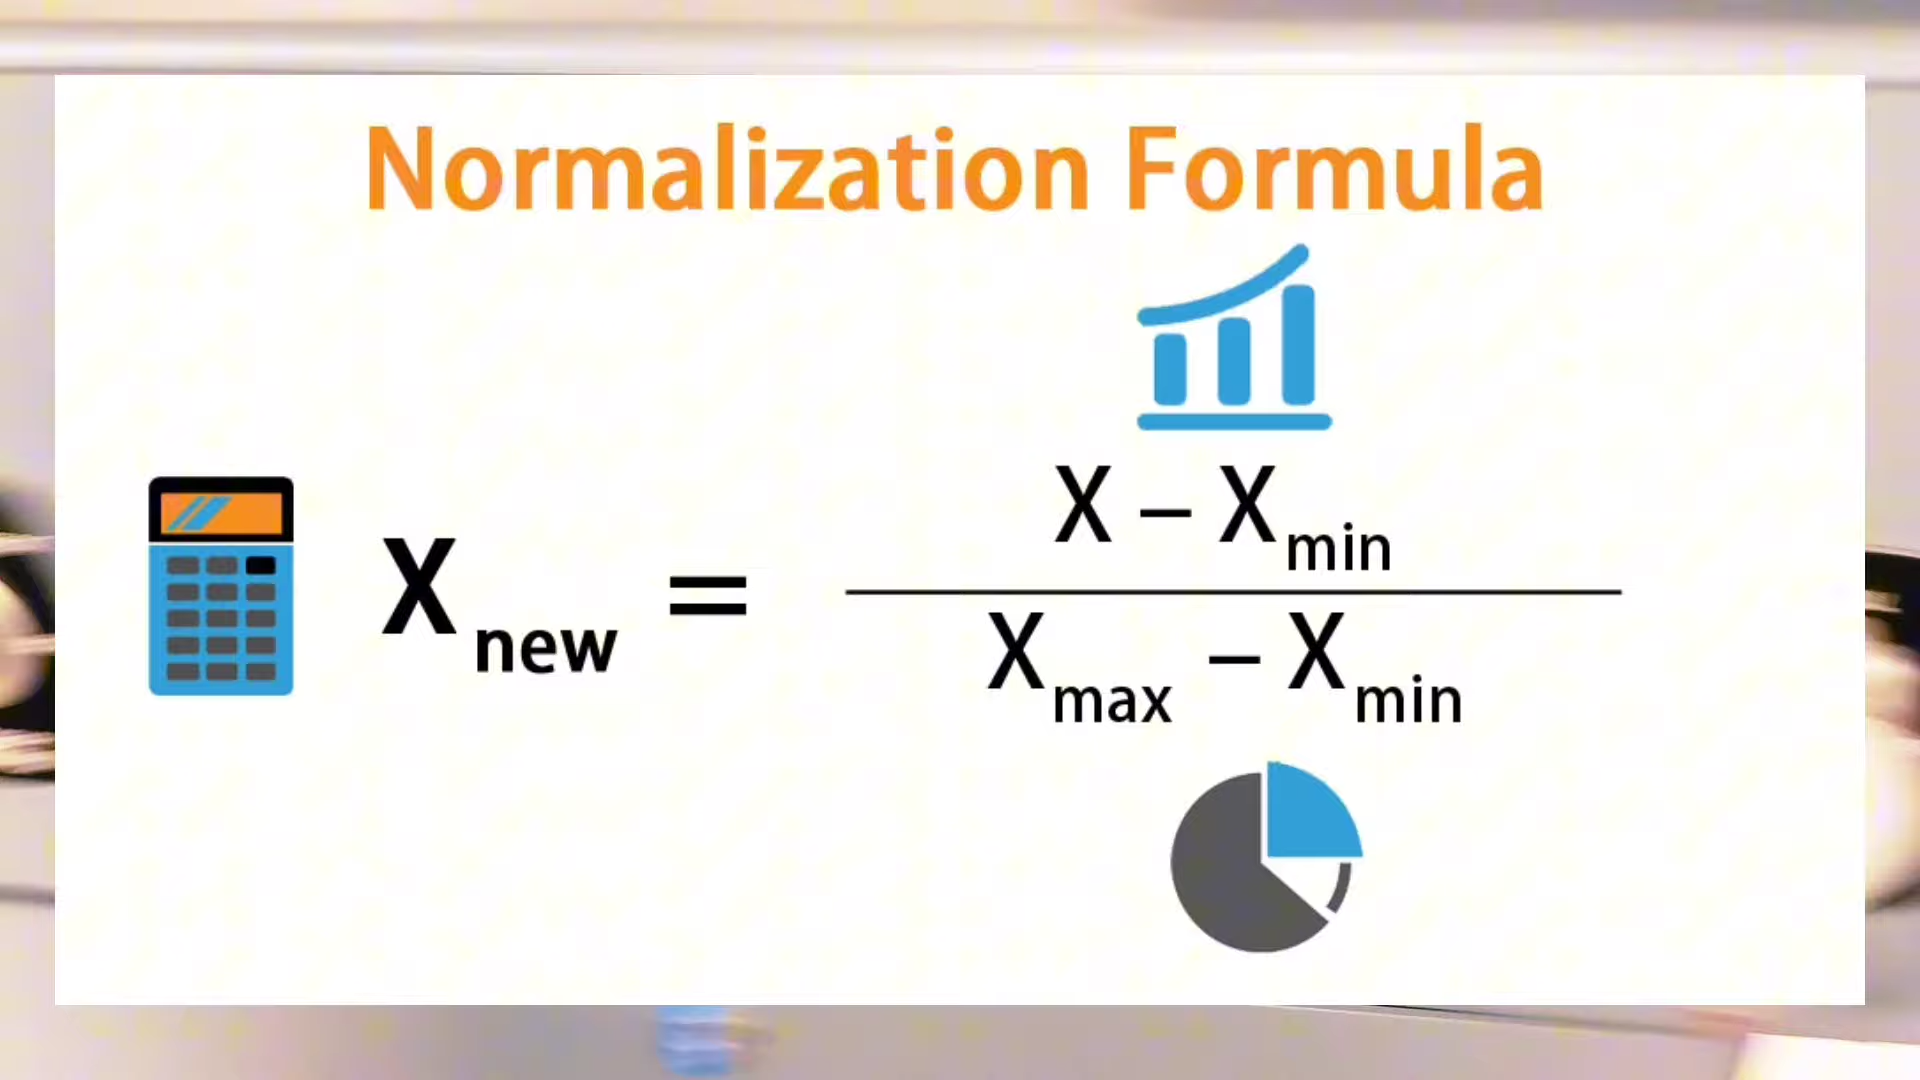 Normalization Formula
X – Xmin
Xnew =
Xmax – Xmin